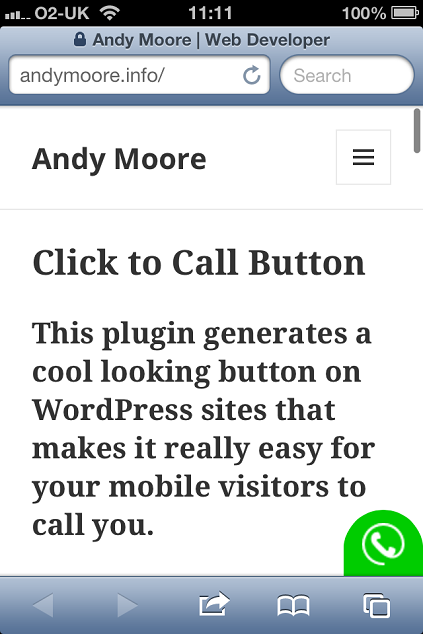 O2-UK 11:11 100%
Andy Moore | Web Developer
andymoore.info/ Search
Andy Moore
Click to Call Button
This plugin generates a
cool looking button on
WordPress sites that
makes it really easy for
your mobile visitors to
call you.